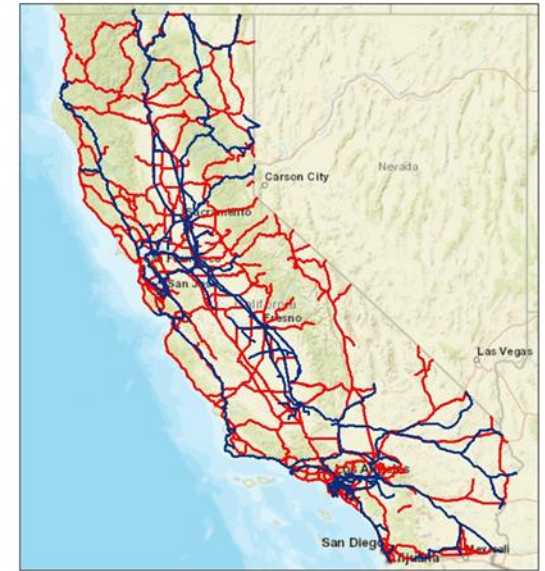 Nevada
Carson City
Sacramento
San Jose
California
Fresno
Las Vegas
Los Angeles
San Diego
Tijuana
Mexicali